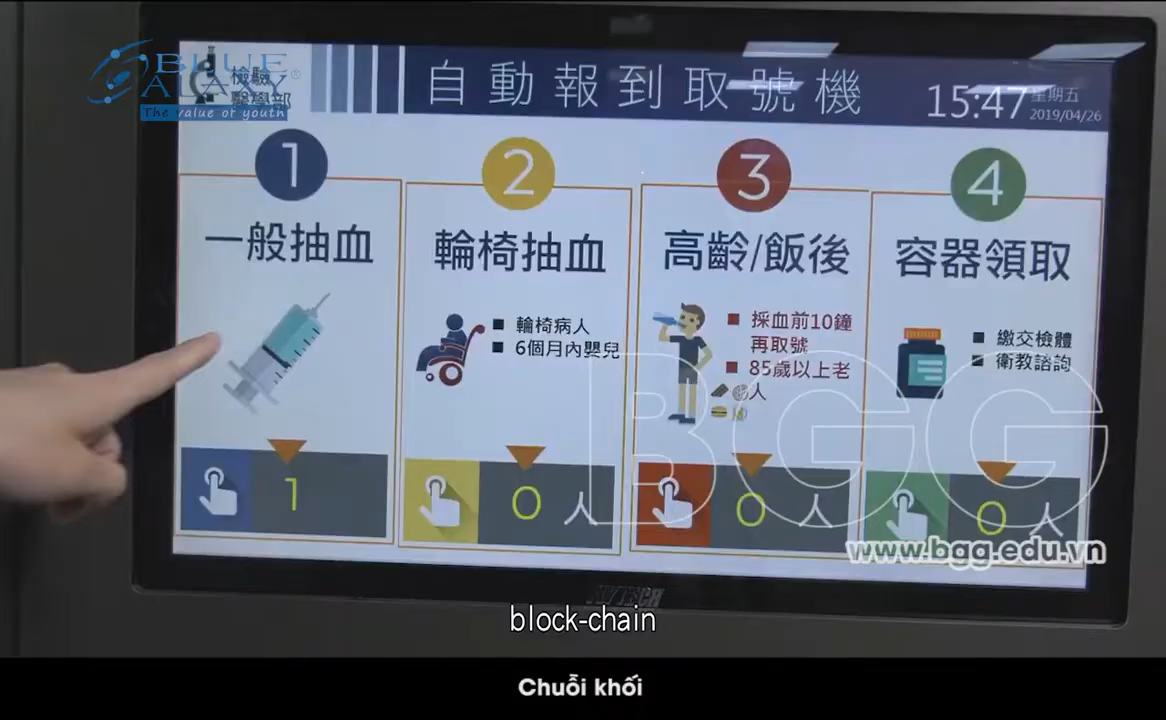 BLUE
GALAXY
The value of youth
檢驗
醫學部
自動報到取號機
15:47
星期五
2019/04/26
1
一般抽血
1
2
輪椅抽血
■ 輪椅病人
■ 6個月內嬰兒
0人
3
高齡/飯後
■ 採血前10鐘
再取號
■ 85歲以上老
人
0人
4
容器領取
■ 繳交檢體
■ 衛教諮詢
0人
BGG
www.bgg.edu.vn
block-chain
Chuỗi khối